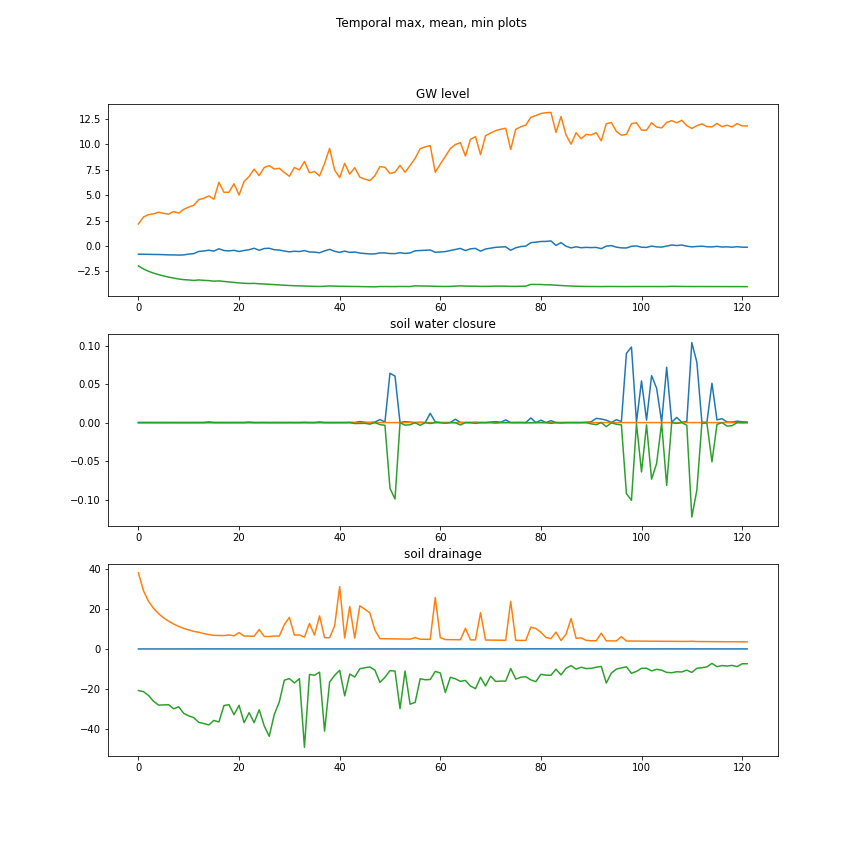 Temporal max, mean, min plots
GW level
12.5
10.0
7.5
5.0
2.5
0.0
−2.5
0 20 40 60 80 100 120
soil water closure
0.10
0.05
0.00
−0.05
−0.10
0 20 40 60 80 100 120
soil drainage
40
20
0
−20
−40
0 20 40 60 80 100 120